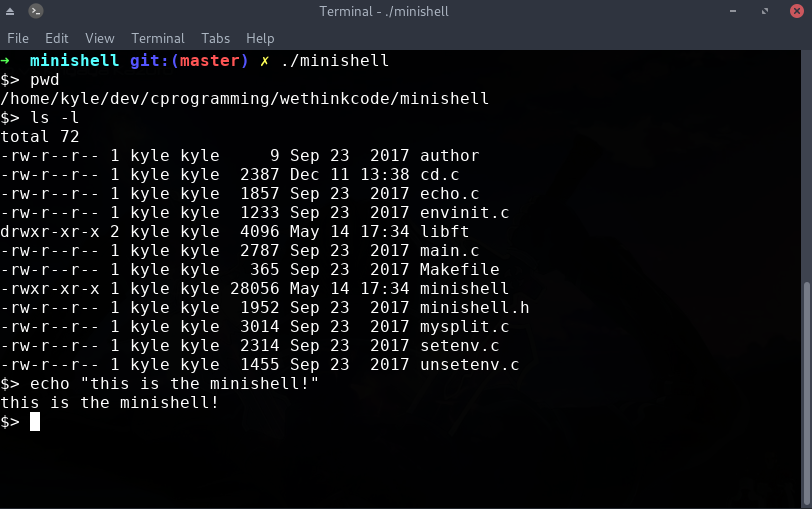 Terminal - ./minishell
File Edit View Terminal Tabs Help
➜  minishell git:(master) ✗ ./minishell
$> pwd
/home/kyle/dev/cprogramming/wethinkcode/minishell
$> ls -l
total 72
-rw-r--r-- 1 kyle kyle     9 Sep 23  2017 author
-rw-r--r-- 1 kyle kyle  2387 Dec 11 13:38 cd.c
-rw-r--r-- 1 kyle kyle  1857 Sep 23  2017 echo.c
-rw-r--r-- 1 kyle kyle  1233 Sep 23  2017 envinit.c
drwxr-xr-x 2 kyle kyle  4096 May 14 17:34 libft
-rw-r--r-- 1 kyle kyle  2787 Sep 23  2017 main.c
-rw-r--r-- 1 kyle kyle   365 Sep 23  2017 Makefile
-rwxr-xr-x 1 kyle kyle 28056 May 14 17:34 minishell
-rw-r--r-- 1 kyle kyle  1952 Sep 23  2017 minishell.h
-rw-r--r-- 1 kyle kyle  3014 Sep 23  2017 mysplit.c
-rw-r--r-- 1 kyle kyle  2314 Sep 23  2017 setenv.c
-rw-r--r-- 1 kyle kyle  1455 Sep 23  2017 unsetenv.c
$> echo "this is the minishell!"
this is the minishell!
$>